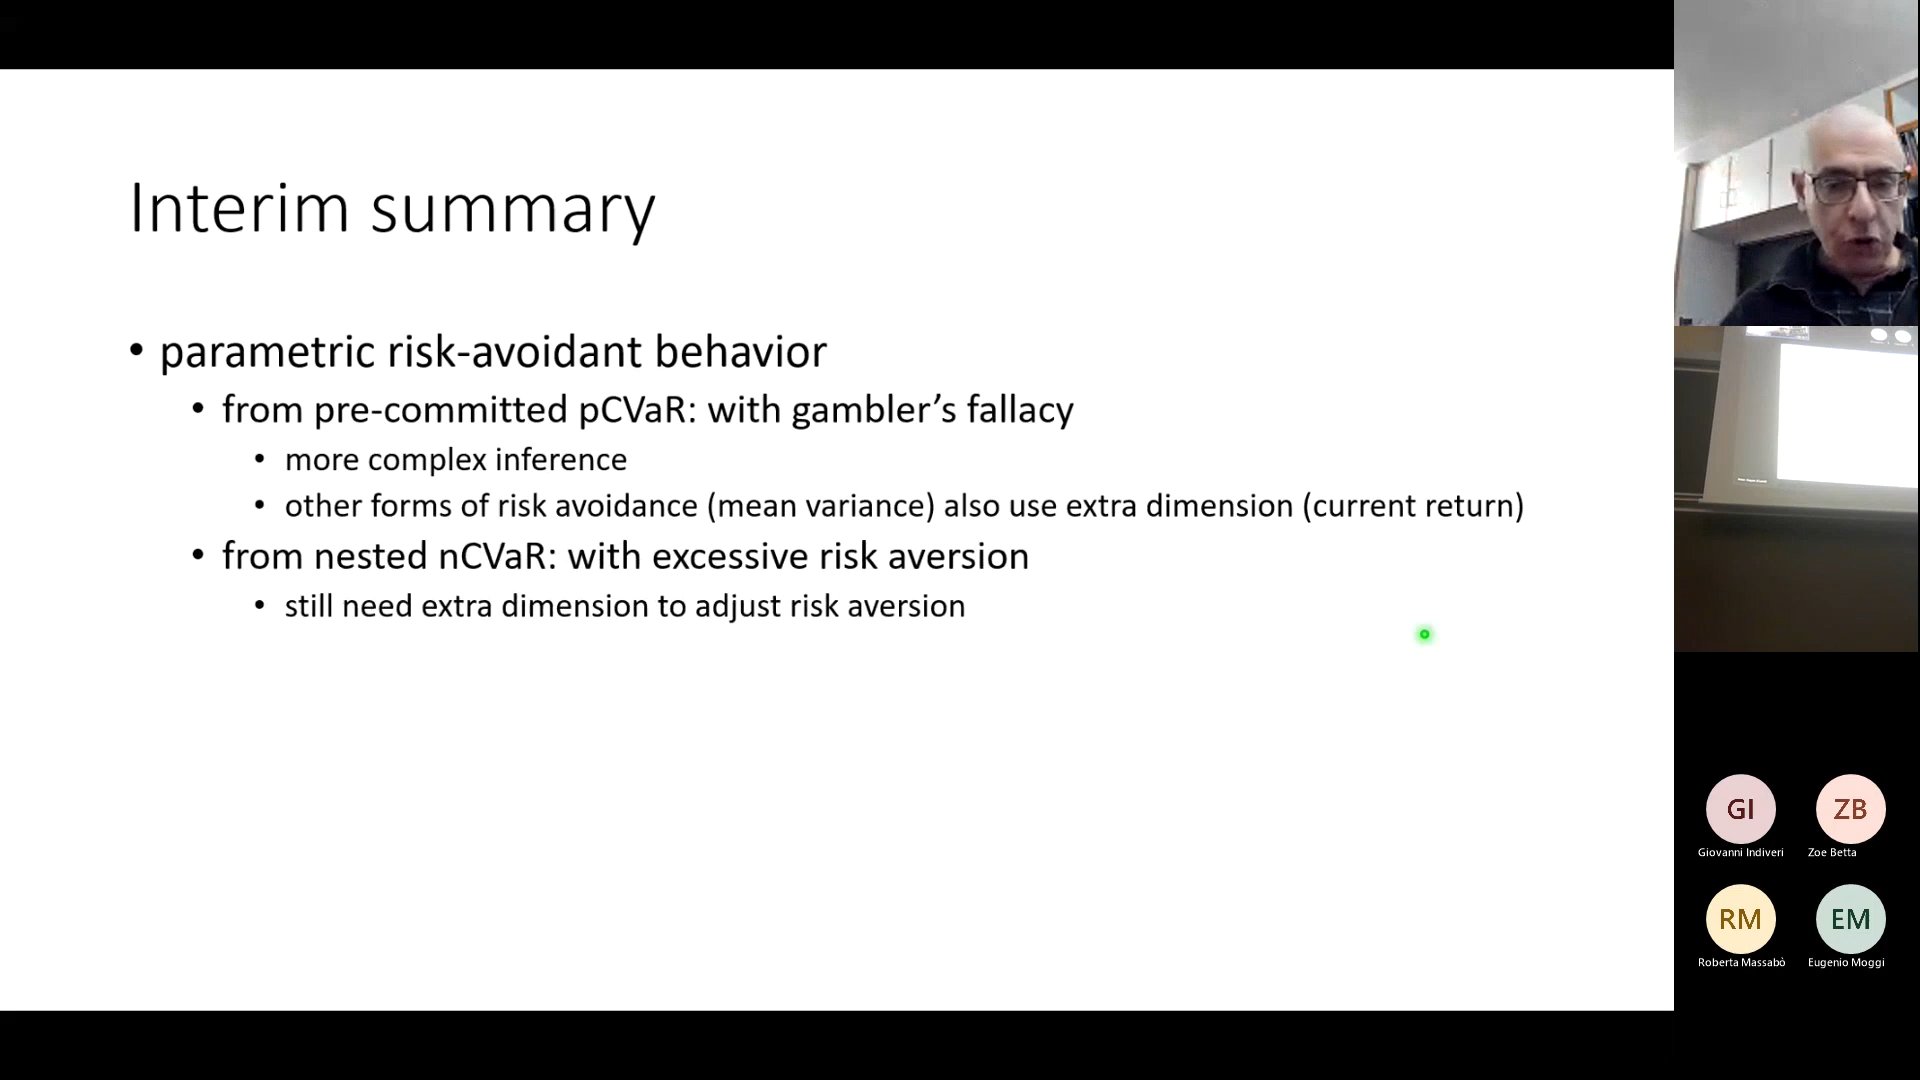 Interim summary
• parametric risk-avoidant behavior
• from pre-committed pCVaR: with gambler’s fallacy
• more complex inference
• other forms of risk avoidance (mean variance) also use extra dimension (current return)
• from nested nCVaR: with excessive risk aversion
• still need extra dimension to adjust risk aversion
GI
Giovanni Indiveri
ZB
Zoe Betta
RM
Roberta Massabò
EM
Eugenio Moggi